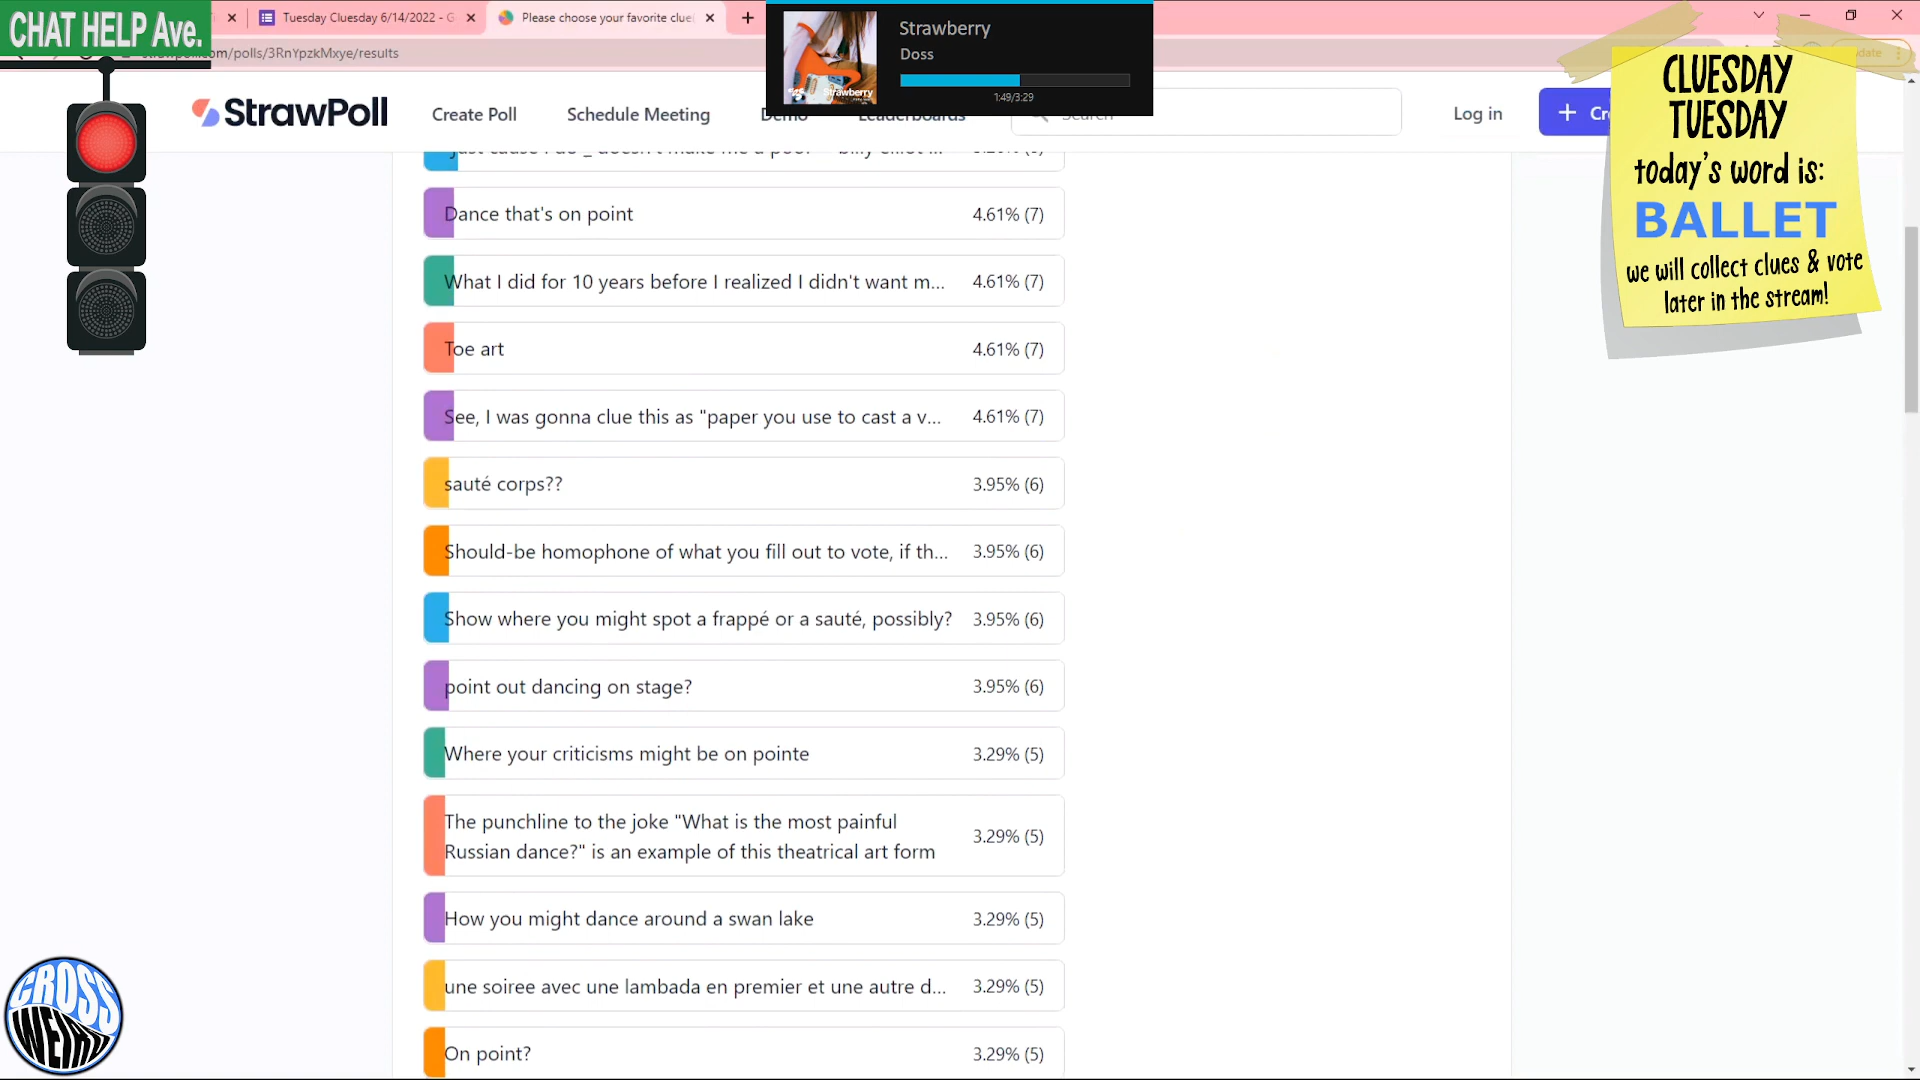 CHAT HELP Ave.
Tuesday Cluesday 6/14/2022 - G
Please choose your favorite clue
.com/polls/3RnYpzkMxye/results
Strawberry
Doss
Strawberry
1:49/3:29
StrawPoll
Create Poll
Schedule Meeting
Demo
Leaderboards
Search
Log in
+ Cr
CLUESDAY
TUESDAY
today's word is:
BALLET
we will collect clues & vote
later in the stream!
Dance that's on point 4.61% (7)
What I did for 10 years before I realized I didn't want m... 4.61% (7)
Toe art 4.61% (7)
See, I was gonna clue this as "paper you use to cast a v... 4.61% (7)
sauté corps?? 3.95% (6)
Should-be homophone of what you fill out to vote, if th... 3.95% (6)
Show where you might spot a frappé or a sauté, possibly? 3.95% (6)
point out dancing on stage? 3.95% (6)
Where your criticisms might be on pointe 3.29% (5)
The punchline to the joke "What is the most painful
Russian dance?" is an example of this theatrical art form 3.29% (5)
How you might dance around a swan lake 3.29% (5)
une soiree avec une lambada en premier et une autre d... 3.29% (5)
On point? 3.29% (5)
CROSS
WEIRD